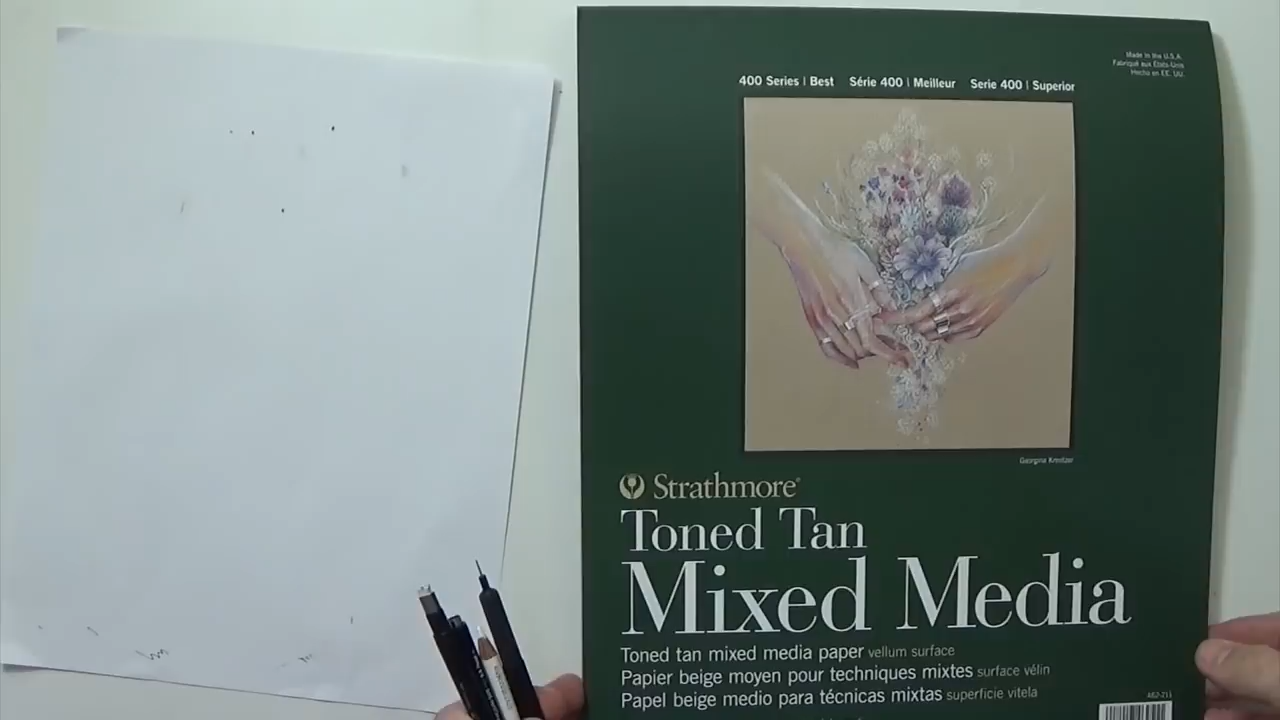 Made in the U.S.A.
Fabriqué aux États-Unis
Hecho en EE. UU.
400 Series | Best Série 400 | Meilleur Serie 400 | Superior
Georgina Kreutzer
Strathmore®
Toned Tan
Mixed Media
Toned tan mixed media paper vellum surface
Papier beige moyen pour techniques mixtes surface vélin
Papel beige medio para técnicas mixtas superficie vitela